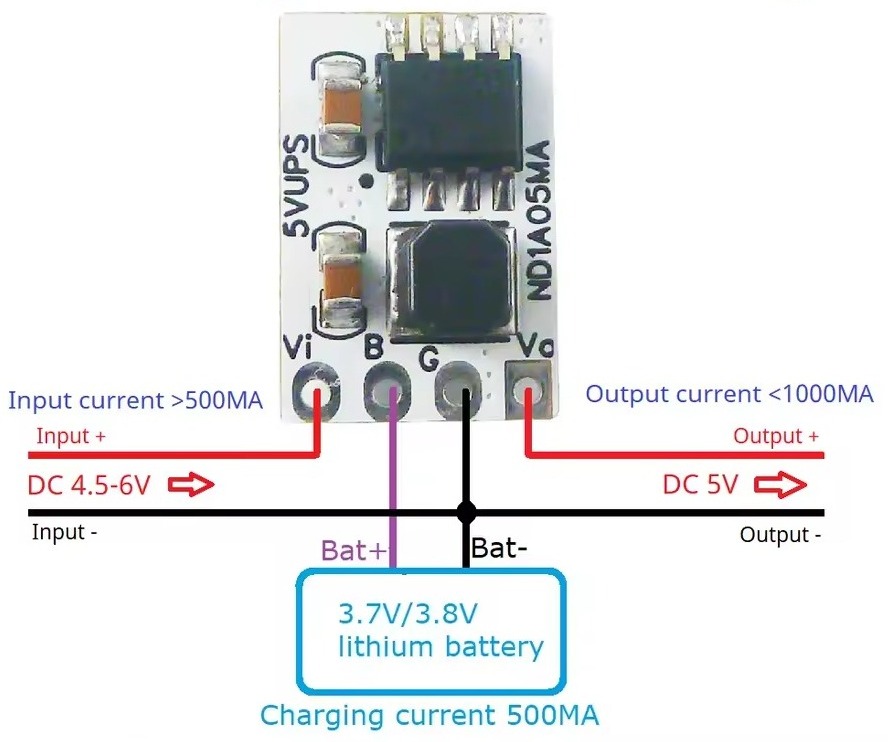 5VUPS
ND1A05MA
Vi
B
G
Vo
Input current >500MA
Output current <1000MA
Input +
Output +
DC 4.5-6V
DC 5V
Input -
Output -
Bat+
Bat-
3.7V/3.8V
lithium battery
Charging current 500MA